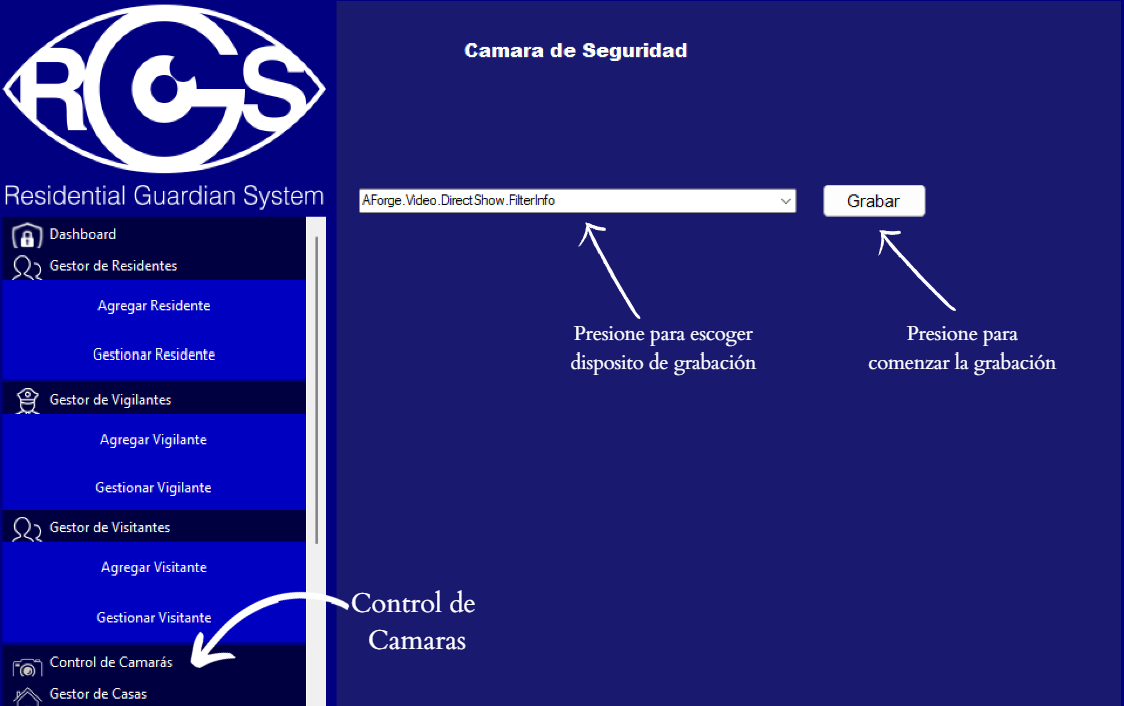 RGS
Residential Guardian System
Dashboard
Gestor de Residentes
Agregar Residente
Gestionar Residente
Gestor de Vigilantes
Agregar Vigilante
Gestionar Vigilante
Gestor de Visitantes
Agregar Visitante
Gestionar Visitante
Control de Camarás
Gestor de Casas
Camara de Seguridad
AForge.Video.DirectShow.FilterInfo
Grabar
Presione para escoger
disposito de grabación
Presione para
comenzar la grabación
Control de
Camaras